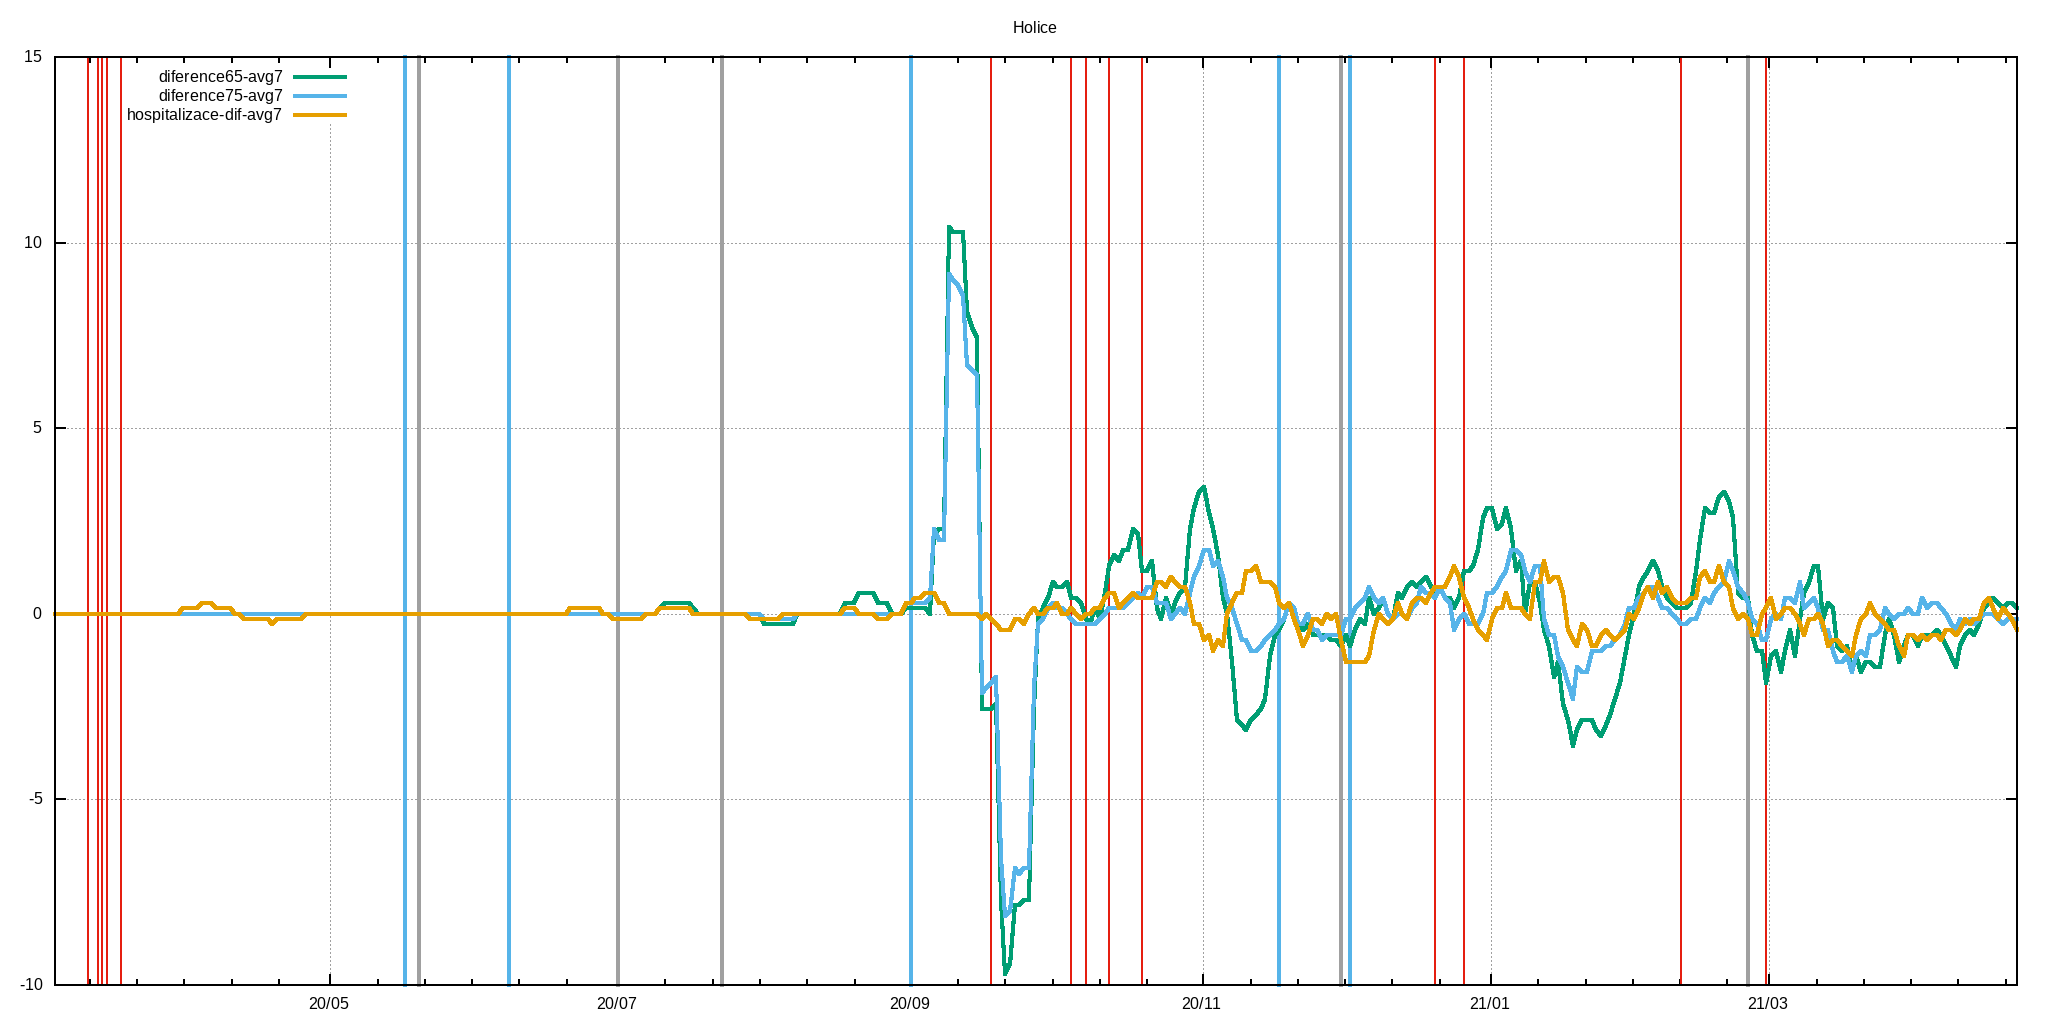 Holice
15
diference65-avg7
diference75-avg7
hospitalizace-dif-avg7
10
5
0
-5
-10
20/05 20/07 20/09 20/11 21/01 21/03